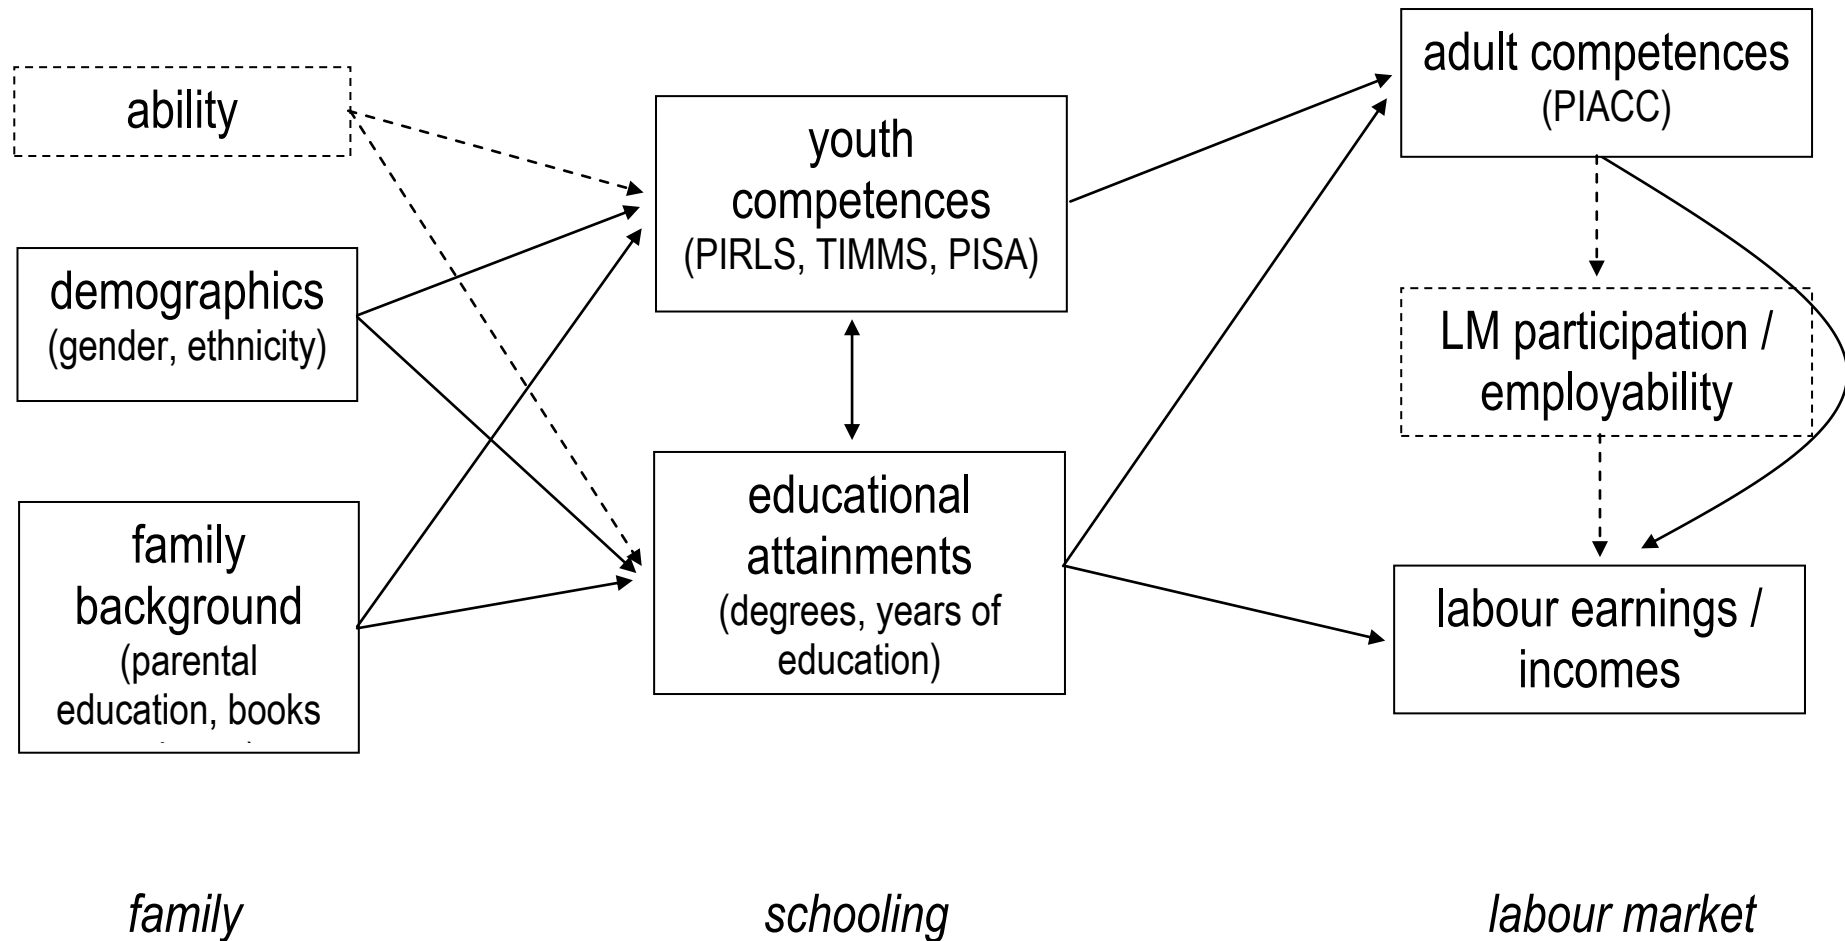 ability
demographics
(gender, ethnicity)
family
background
(parental
education, books
youth
competences
(PIRLS, TIMMS, PISA)
educational
attainments
(degrees, years of
education)
adult competences
(PIACC)
LM participation /
employability
labour earnings /
incomes
family
schooling
labour market